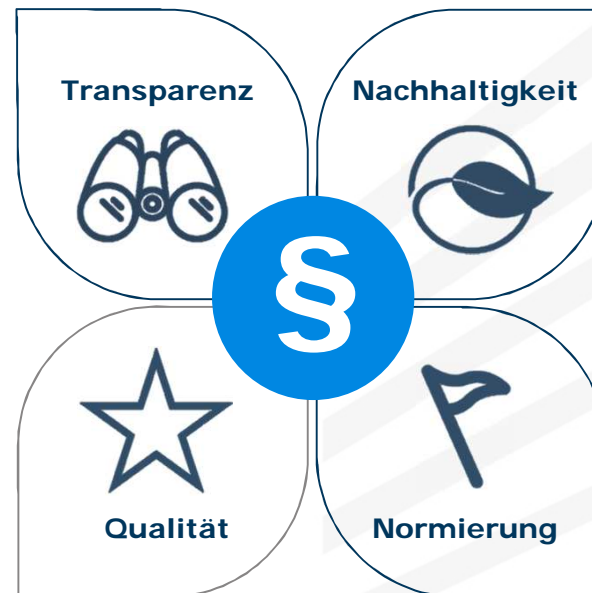 Transparenz
Nachhaltigkeit
§
Qualität
Normierung